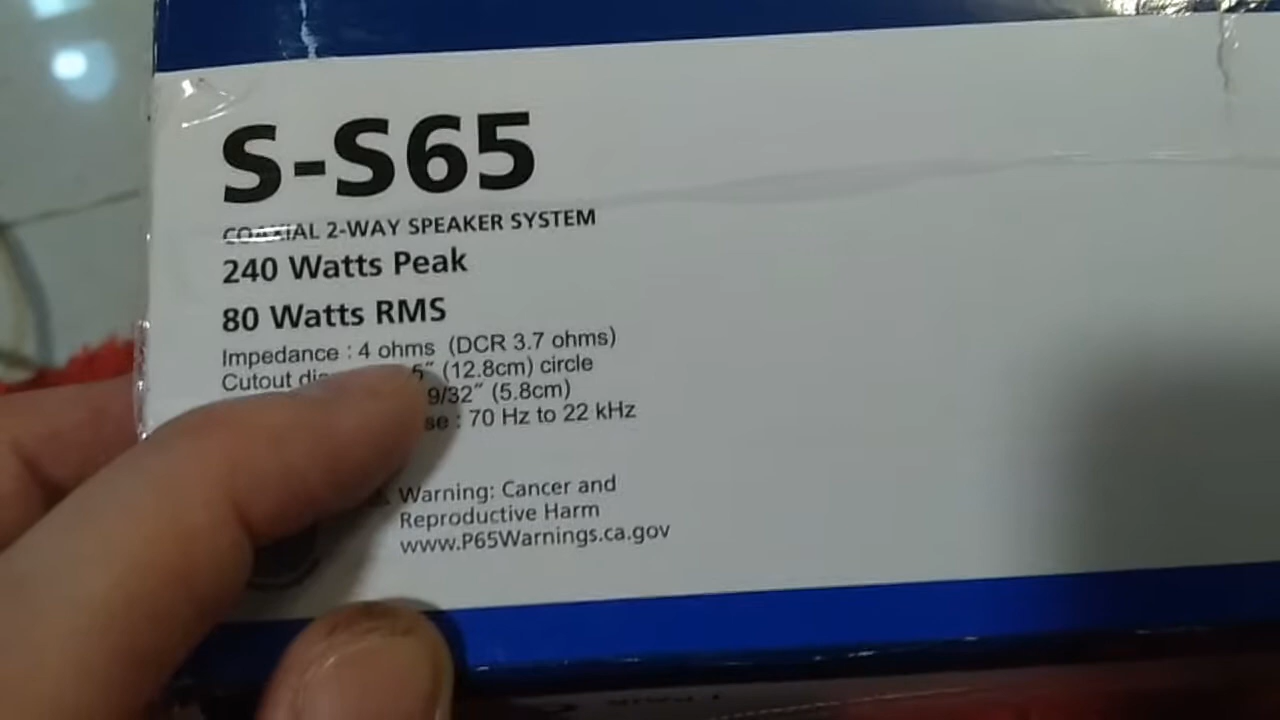 S-S65
COAXIAL 2-WAY SPEAKER SYSTEM
240 Watts Peak
80 Watts RMS
Impedance : 4 ohms (DCR 3.7 ohms)
Cutout 5" (12.8cm) circle
9/32" (5.8cm)
: 70 Hz to 22 kHz
Warning: Cancer and
Reproductive Harm
www.P65Warnings.ca.gov